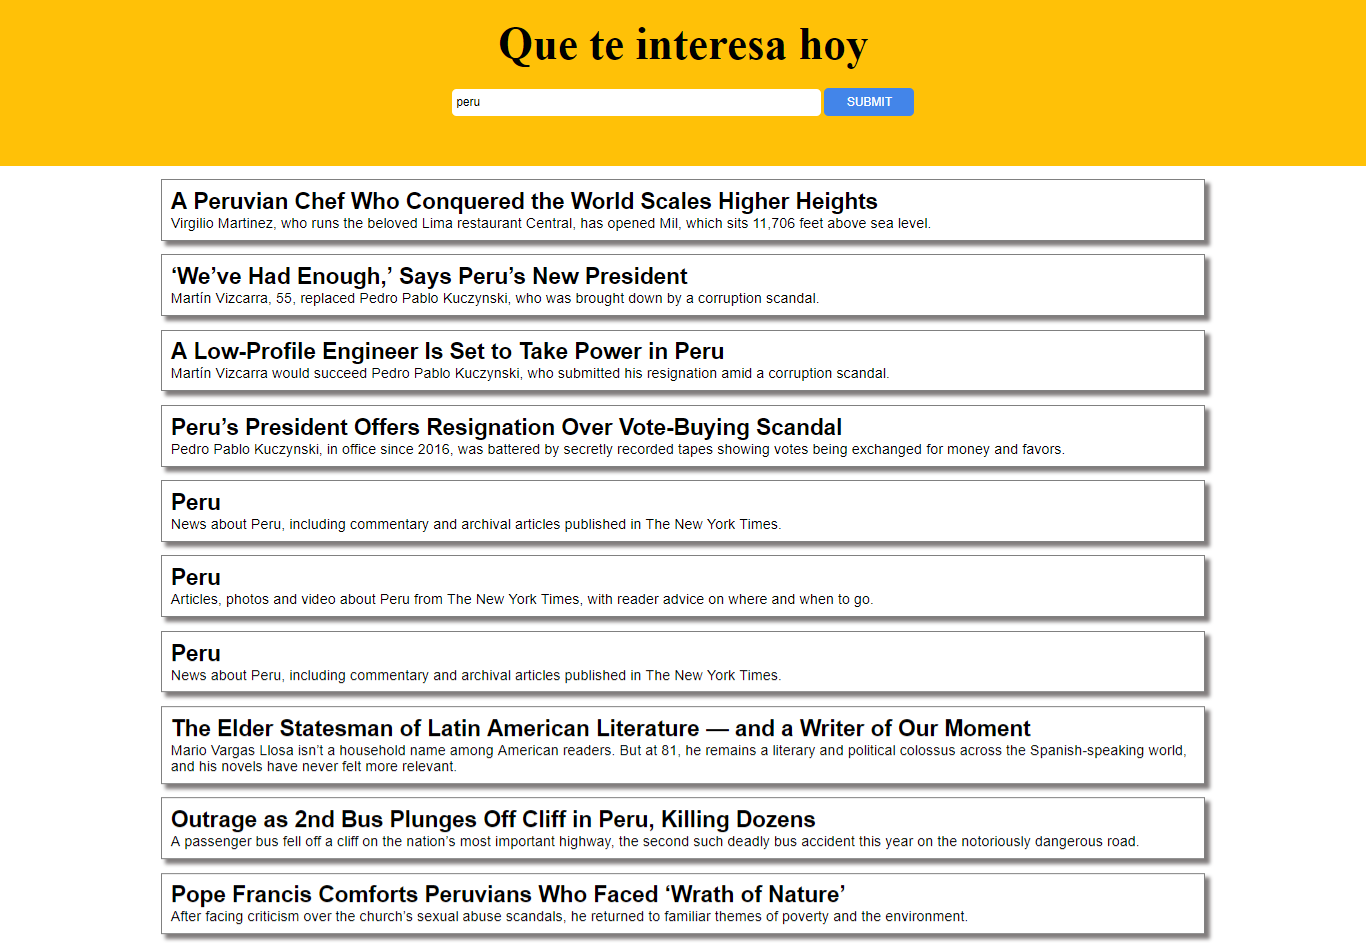 Que te interesa hoy
peru
SUBMIT
A Peruvian Chef Who Conquered the World Scales Higher Heights
Virgilio Martinez, who runs the beloved Lima restaurant Central, has opened Mil, which sits 11,706 feet above sea level.
‘We’ve Had Enough,’ Says Peru’s New President
Martín Vizcarra, 55, replaced Pedro Pablo Kuczynski, who was brought down by a corruption scandal.
A Low-Profile Engineer Is Set to Take Power in Peru
Martín Vizcarra would succeed Pedro Pablo Kuczynski, who submitted his resignation amid a corruption scandal.
Peru’s President Offers Resignation Over Vote-Buying Scandal
Pedro Pablo Kuczynski, in office since 2016, was battered by secretly recorded tapes showing votes being exchanged for money and favors.
Peru
News about Peru, including commentary and archival articles published in The New York Times.
Peru
Articles, photos and video about Peru from The New York Times, with reader advice on where and when to go.
Peru
News about Peru, including commentary and archival articles published in The New York Times.
The Elder Statesman of Latin American Literature — and a Writer of Our Moment
Mario Vargas Llosa isn’t a household name among American readers. But at 81, he remains a literary and political colossus across the Spanish-speaking world,
and his novels have never felt more relevant.
Outrage as 2nd Bus Plunges Off Cliff in Peru, Killing Dozens
A passenger bus fell off a cliff on the nation’s most important highway, the second such deadly bus accident this year on the notoriously dangerous road.
Pope Francis Comforts Peruvians Who Faced ‘Wrath of Nature’
After facing criticism over the church’s sexual abuse scandals, he returned to familiar themes of poverty and the environment.